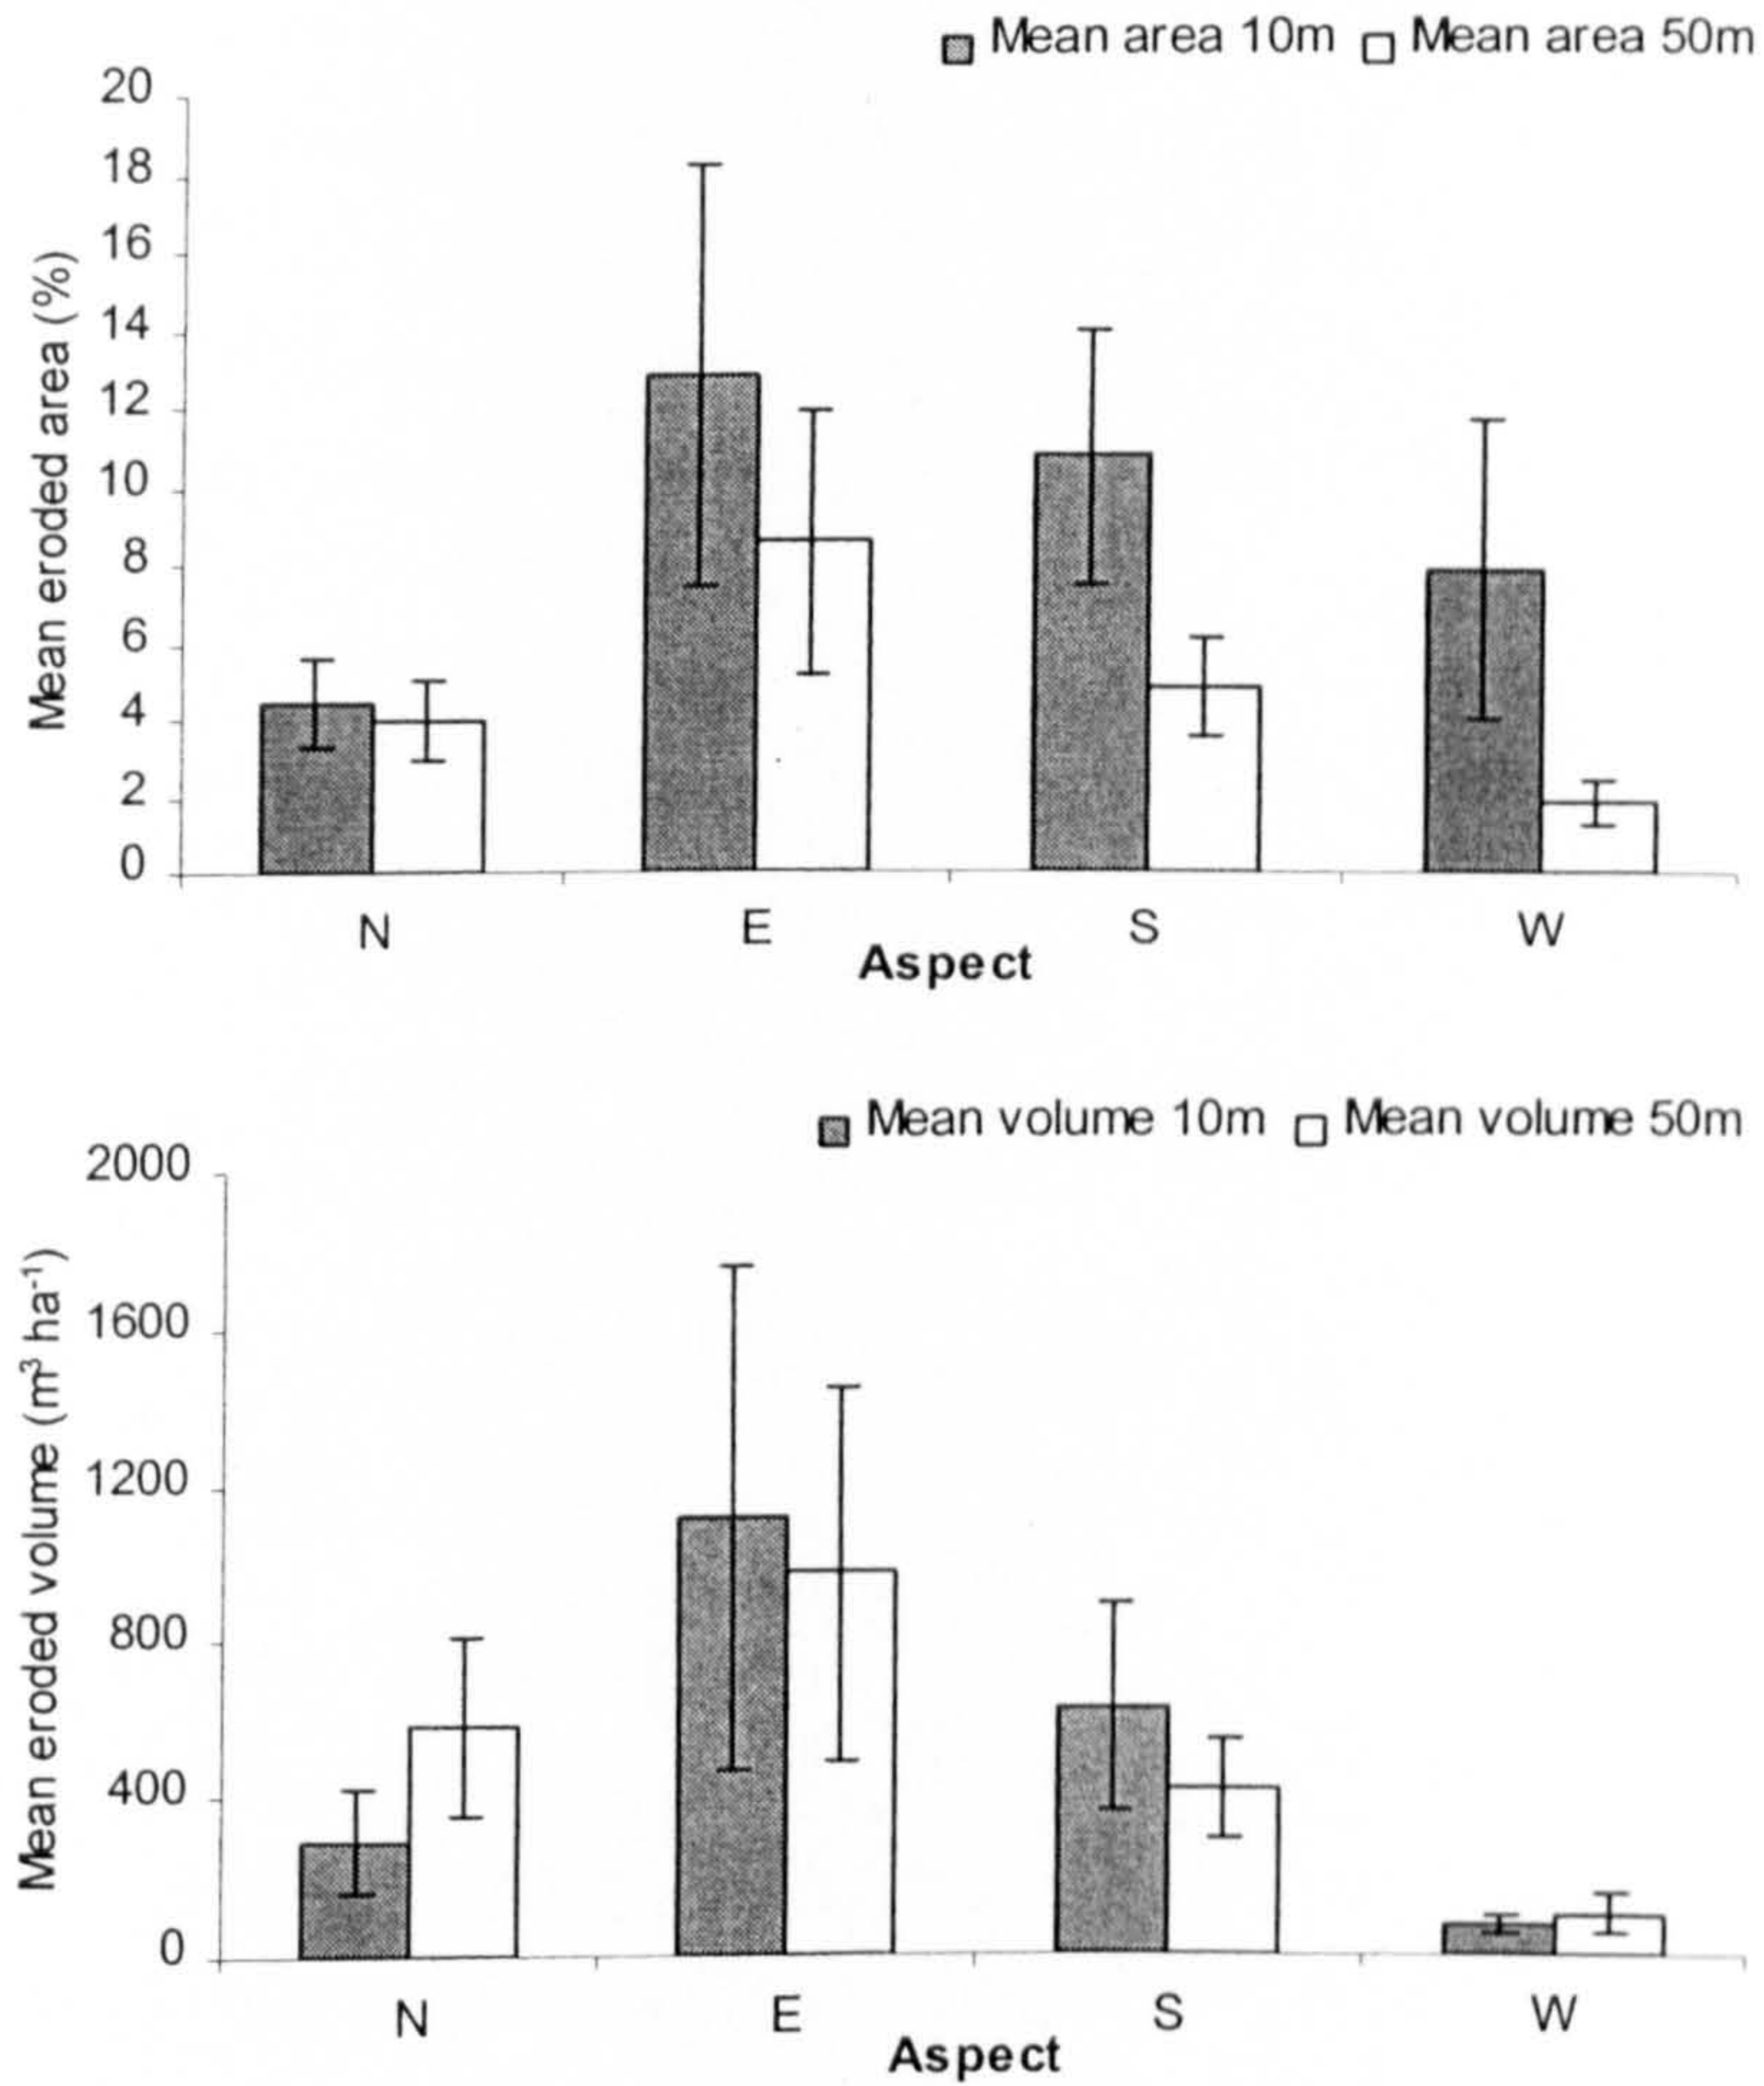 Mean area 10m Mean area 50m
Mean eroded area (%)
20
18
16
14
12
10
8
6
4
2
0
N E S W
Aspect
Mean volume 10m Mean volume 50m
Mean eroded volume (m³ ha⁻¹)
2000
1600
1200
800
400
0
N E S W
Aspect